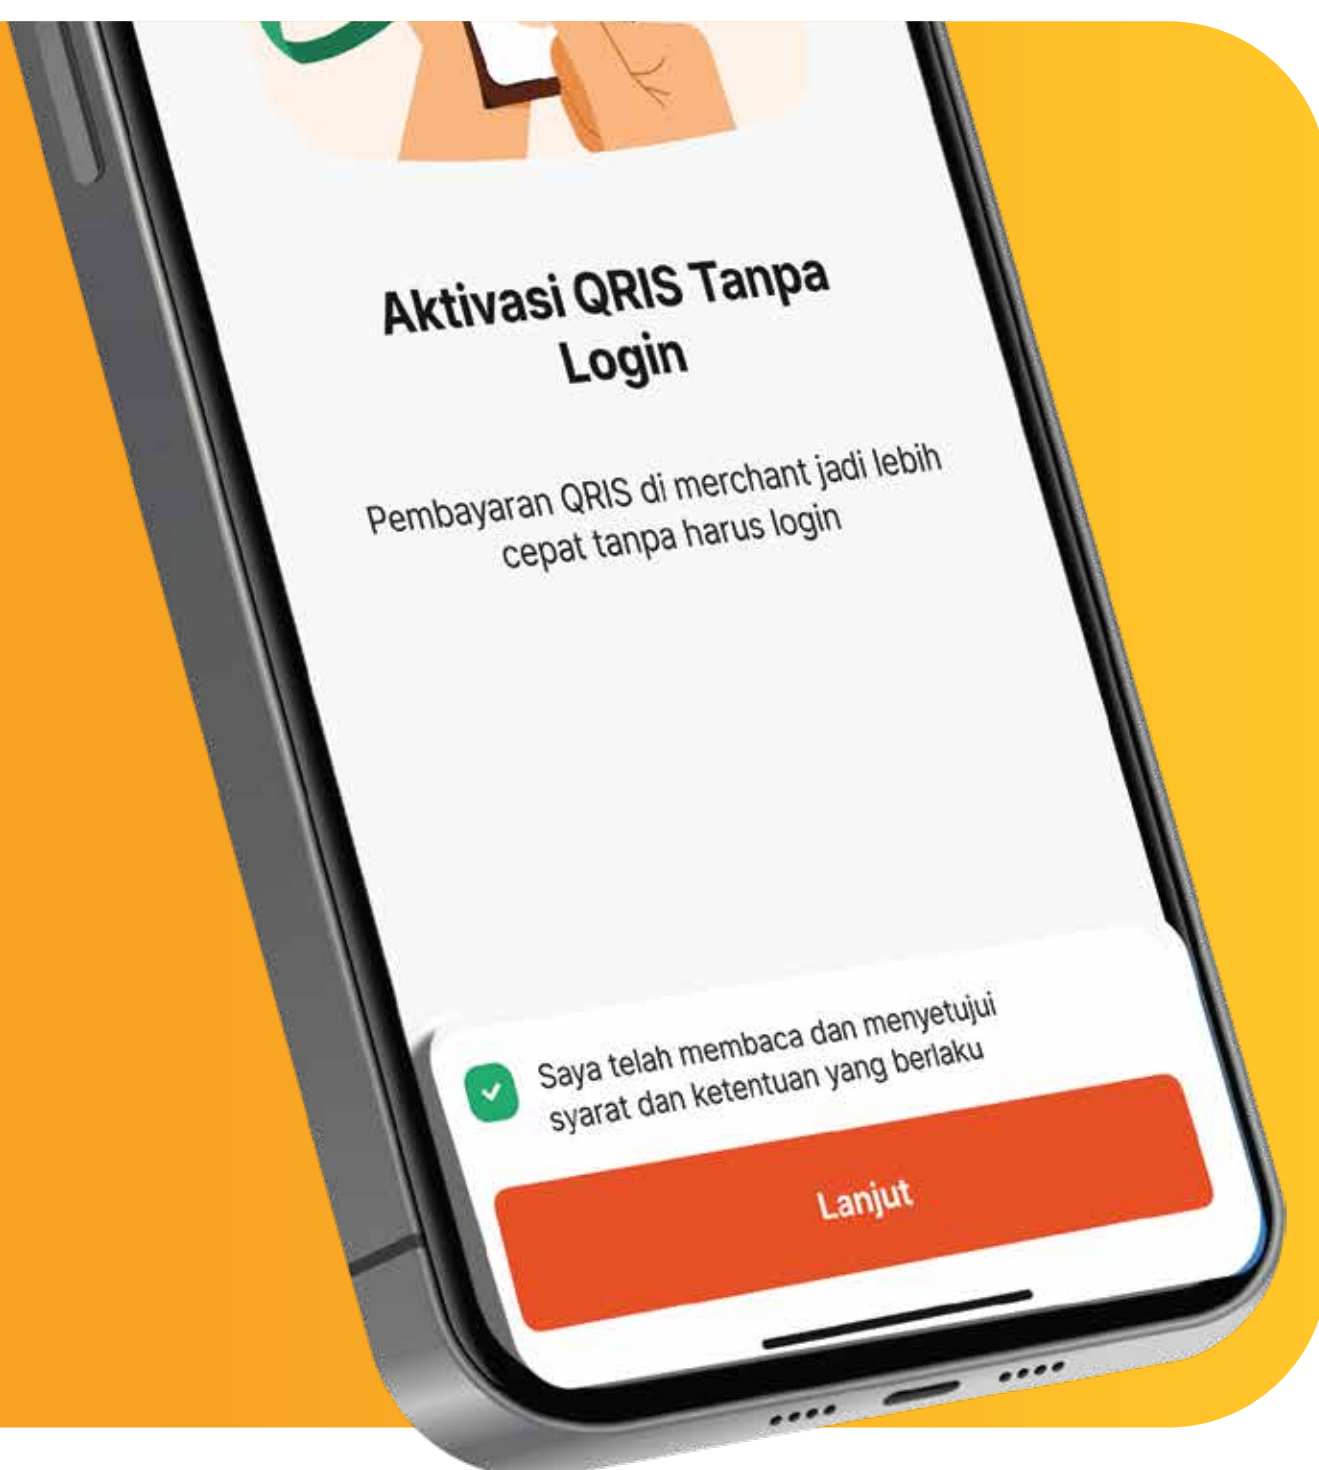 Aktivasi QRIS Tanpa
Login
Pembayaran QRIS di merchant jadi lebih
cepat tanpa harus login
Saya telah membaca dan menyetujui
syarat dan ketentuan yang berlaku
Lanjut